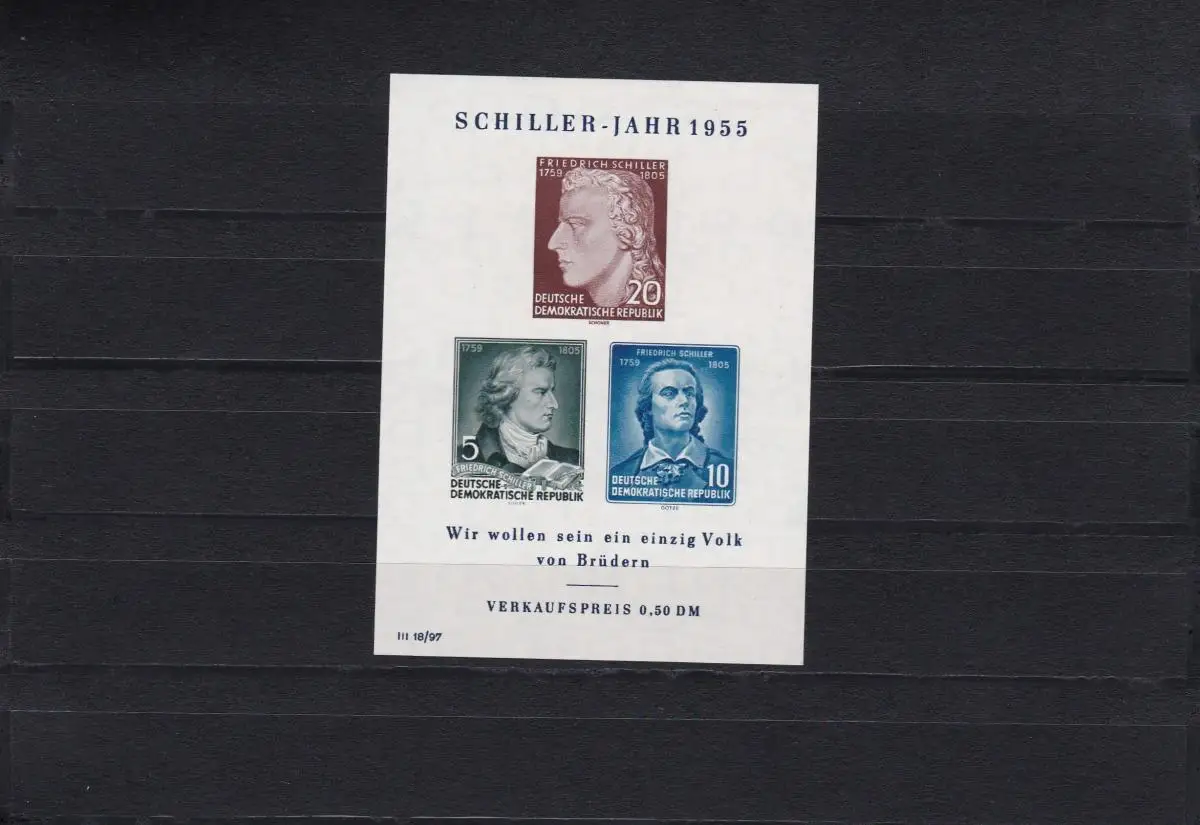 SCHILLER-JAHR 1955
FRIEDRICH SCHILLER
1759 1805
20
DEUTSCHE
DEMOKRATISCHE REPUBLIK
SCHÖNER
1759 1805
5
FRIEDRICH SCHILLER
DEUTSCHE
DEMOKRATISCHE REPUBLIK
FRIEDRICH SCHILLER
1759 1805
DEUTSCHE 10
DEMOKRATISCHE REPUBLIK
Wir wollen sein ein einzig Volk
von Brüdern
VERKAUFSPREIS 0,50 DM
III 18/97